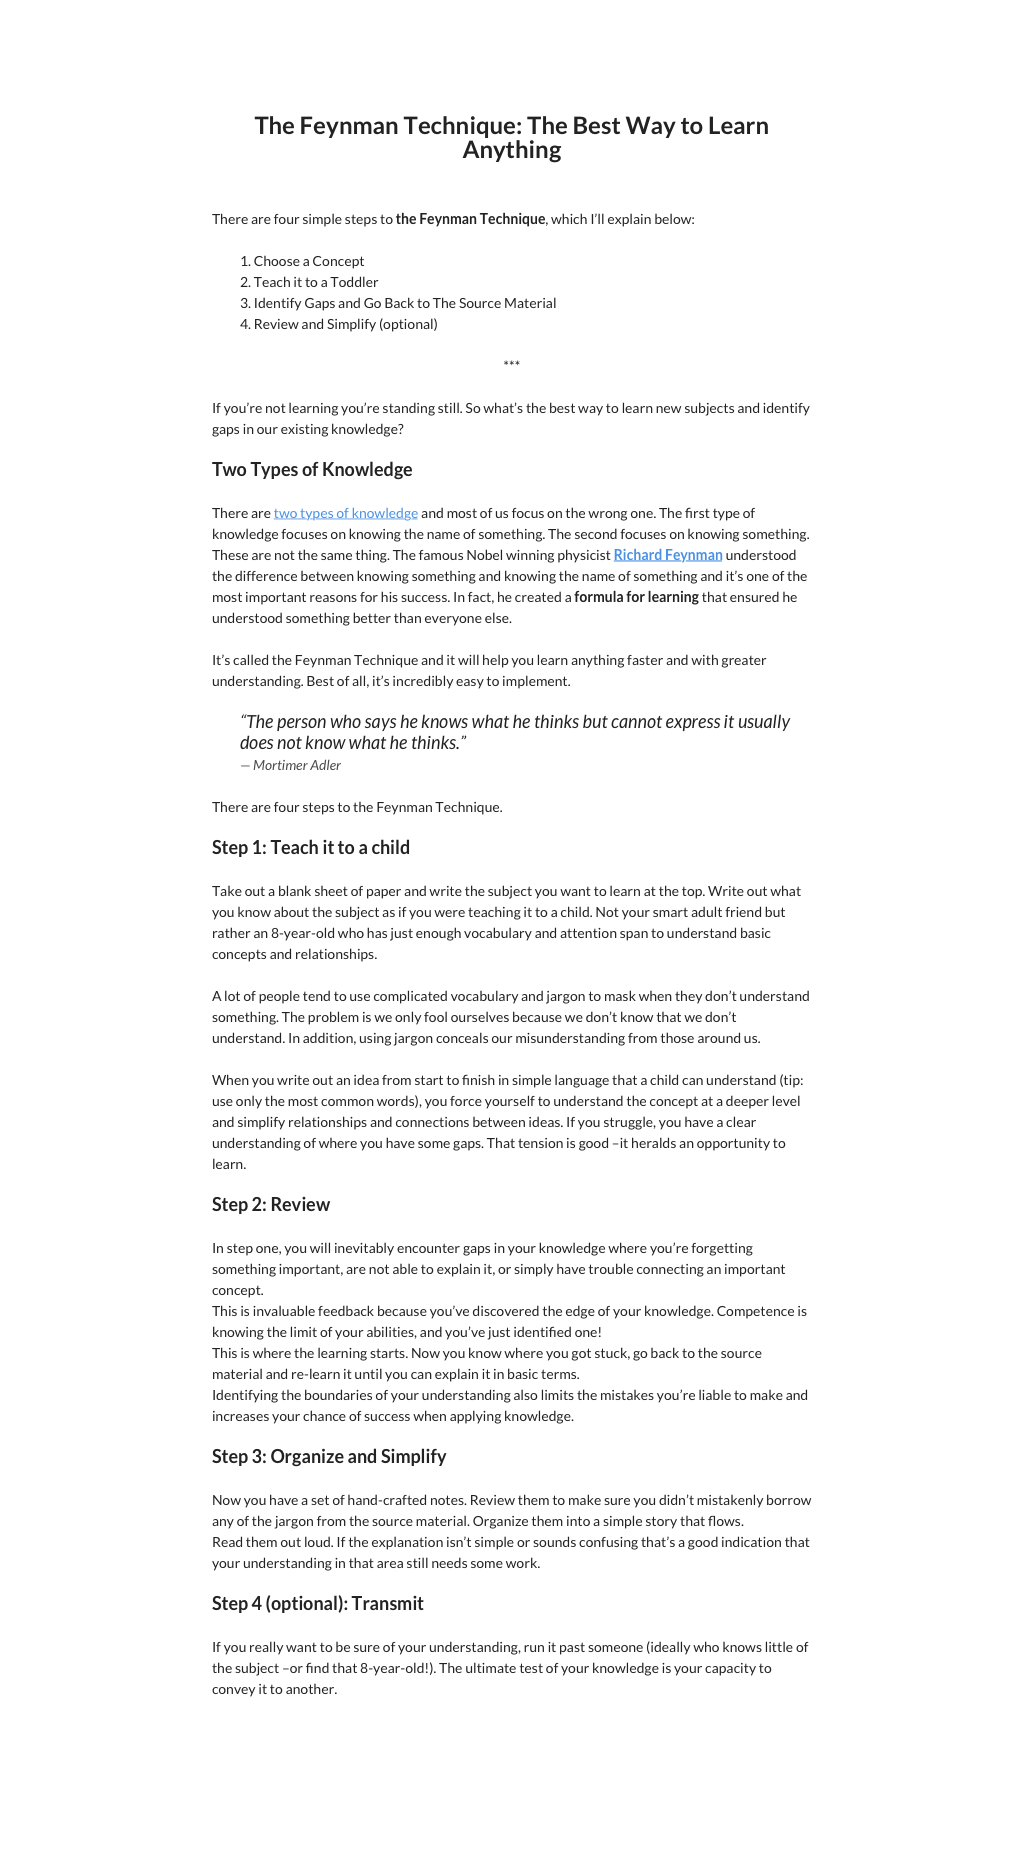 The Feynman Technique: The Best Way to Learn
Anything
There are four simple steps to the Feynman Technique, which I’ll explain below:
1. Choose a Concept
2. Teach it to a Toddler
3. Identify Gaps and Go Back to The Source Material
4. Review and Simplify (optional)
***
If you’re not learning you’re standing still. So what’s the best way to learn new subjects and identify
gaps in our existing knowledge?
Two Types of Knowledge
There are two types of knowledge and most of us focus on the wrong one. The first type of
knowledge focuses on knowing the name of something. The second focuses on knowing something.
These are not the same thing. The famous Nobel winning physicist Richard Feynman understood
the difference between knowing something and knowing the name of something and it’s one of the
most important reasons for his success. In fact, he created a formula for learning that ensured he
understood something better than everyone else.
It’s called the Feynman Technique and it will help you learn anything faster and with greater
understanding. Best of all, it’s incredibly easy to implement.
“The person who says he knows what he thinks but cannot express it usually
does not know what he thinks.”
— Mortimer Adler
There are four steps to the Feynman Technique.
Step 1: Teach it to a child
Take out a blank sheet of paper and write the subject you want to learn at the top. Write out what
you know about the subject as if you were teaching it to a child. Not your smart adult friend but
rather an 8-year-old who has just enough vocabulary and attention span to understand basic
concepts and relationships.
A lot of people tend to use complicated vocabulary and jargon to mask when they don’t understand
something. The problem is we only fool ourselves because we don’t know that we don’t
understand. In addition, using jargon conceals our misunderstanding from those around us.
When you write out an idea from start to finish in simple language that a child can understand (tip:
use only the most common words), you force yourself to understand the concept at a deeper level
and simplify relationships and connections between ideas. If you struggle, you have a clear
understanding of where you have some gaps. That tension is good –it heralds an opportunity to
learn.
Step 2: Review
In step one, you will inevitably encounter gaps in your knowledge where you’re forgetting
something important, are not able to explain it, or simply have trouble connecting an important
concept.
This is invaluable feedback because you’ve discovered the edge of your knowledge. Competence is
knowing the limit of your abilities, and you’ve just identified one!
This is where the learning starts. Now you know where you got stuck, go back to the source
material and re-learn it until you can explain it in basic terms.
Identifying the boundaries of your understanding also limits the mistakes you’re liable to make and
increases your chance of success when applying knowledge.
Step 3: Organize and Simplify
Now you have a set of hand-crafted notes. Review them to make sure you didn’t mistakenly borrow
any of the jargon from the source material. Organize them into a simple story that flows.
Read them out loud. If the explanation isn’t simple or sounds confusing that’s a good indication that
your understanding in that area still needs some work.
Step 4 (optional): Transmit
If you really want to be sure of your understanding, run it past someone (ideally who knows little of
the subject –or find that 8-year-old!). The ultimate test of your knowledge is your capacity to
convey it to another.